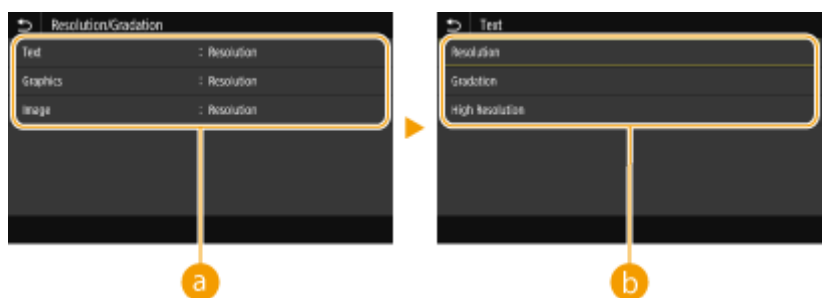 Resolution/Gradation
Text : Resolution
Graphics : Resolution
Image : Resolution
a
Text
Resolution
Gradation
High Resolution
b